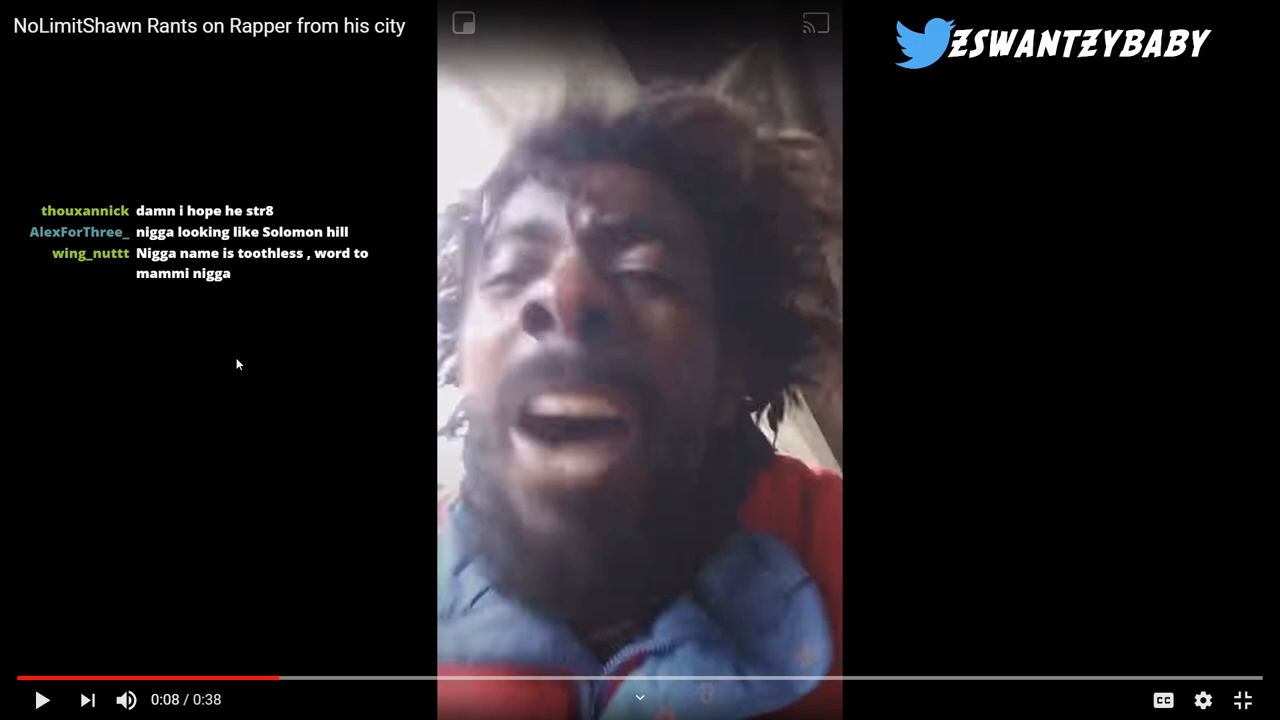 NoLimitShawn Rants on Rapper from his city
ZSWANTZYBABY
thouxannick damn i hope he str8
AlexForThree_ nigga looking like Solomon hill
wing_nuttt Nigga name is toothless , word to
mammi nigga
0:08 / 0:38
CC